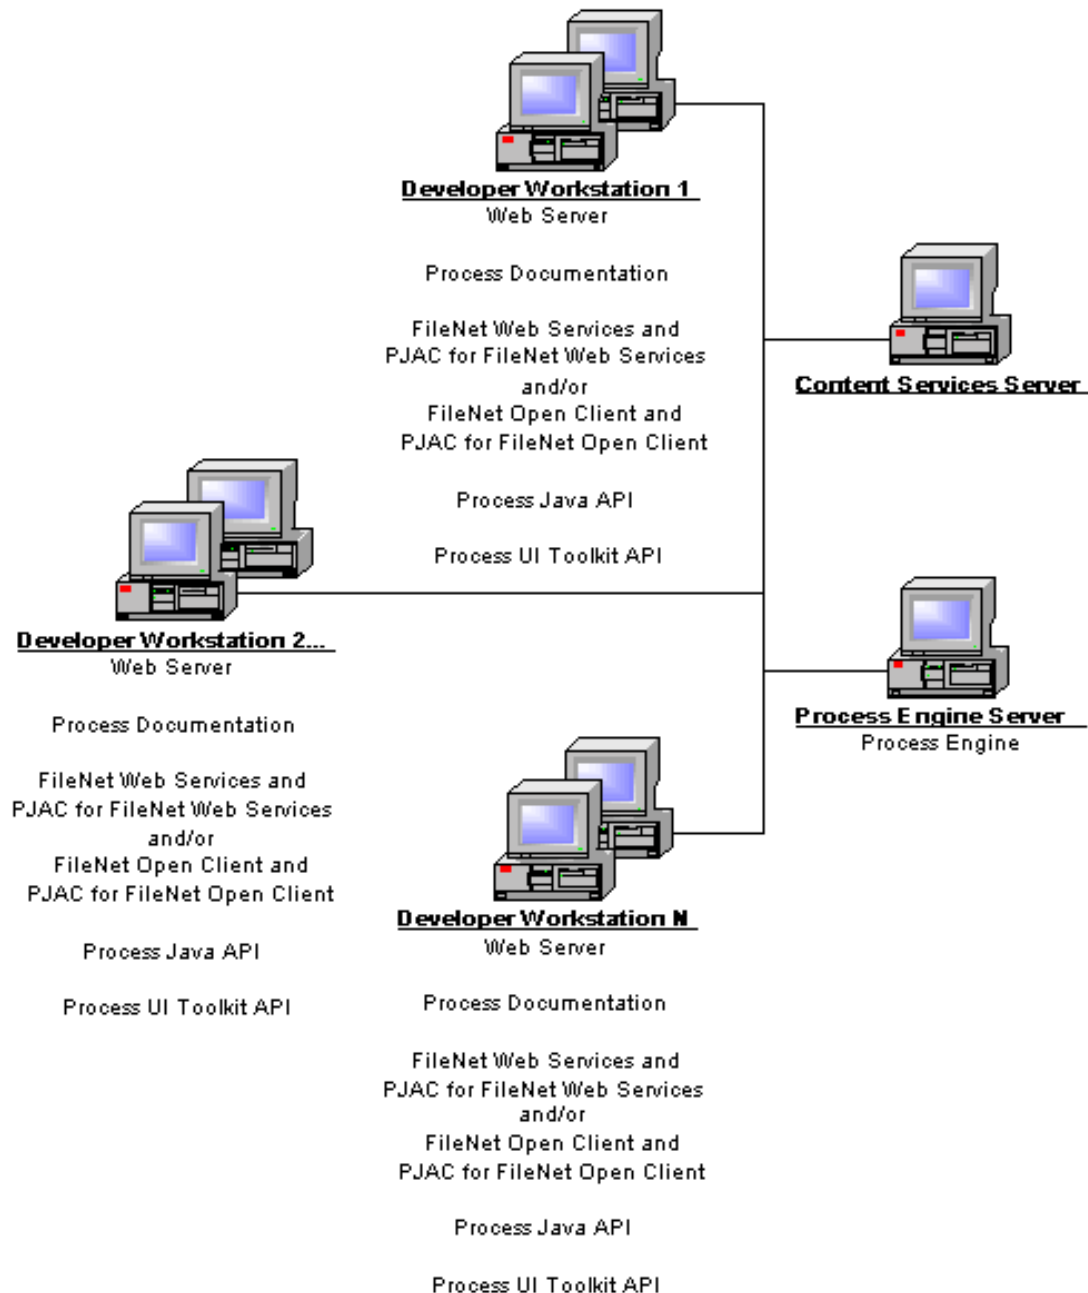 Developer Workstation 1
Web Server
Process Documentation
FileNet Web Services and
PJAC for FileNet Web Services
and/or
FileNet Open Client and
PJAC for FileNet Open Client
Process Java API
Process UI Toolkit API
Content Services Server
Developer Workstation 2...
Web Server
Process Documentation
FileNet Web Services and
PJAC for FileNet Web Services
and/or
FileNet Open Client and
PJAC for FileNet Open Client
Process Java API
Process UI Toolkit API
Process Engine Server
Process Engine
Developer Workstation N
Web Server
Process Documentation
FileNet Web Services and
PJAC for FileNet Web Services
and/or
FileNet Open Client and
PJAC for FileNet Open Client
Process Java API
Process UI Toolkit API